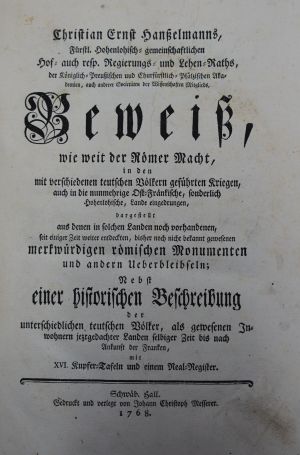 Christian Ernst Hanßelmanns,
Fürstl. Hohenlohisch- gemeinschaftlichen
Hof- auch resp. Regierungs- und Lehen-Raths,
der Königlich-Preußischen und Churfürstlich- Pfälzischen Aka-
demien, auch anderer Societäten der Wissenschaften Mitglieds,
Beweiß,
wie weit der Römer Macht,
in den
mit verschiedenen teutschen Völkern geführten Kriegen,
auch in die nunmehrige Ost-Fränkische, sonderlich
Hohenlohische, Lande eingedrungen,
dargestellt
aus denen in solchen Landen noch vorhandenen,
seit einiger Zeit weiter entdeckten, bisher noch nicht bekannt gewesenen
merkwürdigen römischen Monumenten
und andern Ueberbleibseln;
Nebst
einer historischen Beschreibung
der
unterschiedlichen teutschen Völker, als gewesenen In-
wohnern jetzgedachter Landen selbiger Zeit bis nach
Ankunft der Franken,
mit
XVI. Kupfer-Tafeln und einem Real-Register.
Schwäb. Hall.
Gedruckt und verlegt von Johann Christoph Messerer.
1768.